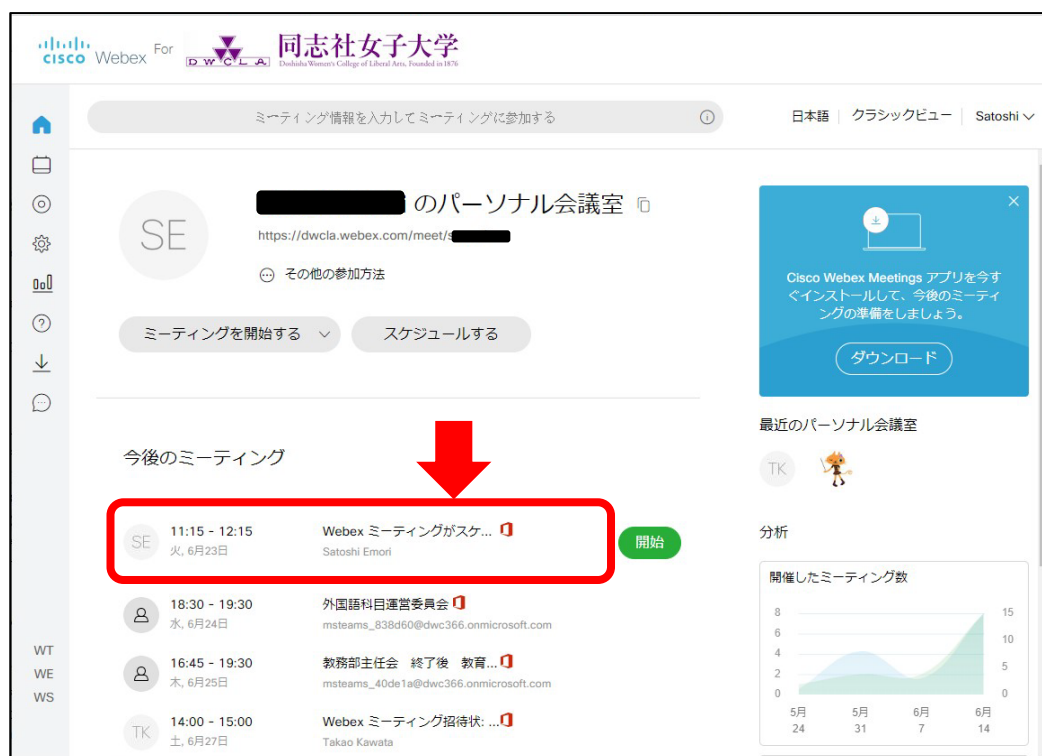 cisco Webex For DWCLA 同志社女子大学
Doshisha Women's College of Liberal Arts, Founded in 1876
ミーティング情報を入力してミーティングに参加する
日本語 クラシックビュー Satoshi
SE
のパーソナル会議室
https://dwcla.webex.com/meet/s
その他の参加方法
ミーティングを開始する
スケジュールする
Cisco Webex Meetings アプリを今す
ぐインストールして、今後のミーティ
ングの準備をしましょう。
ダウンロード
最近のパーソナル会議室
TK
今後のミーティング
SE
11:15 - 12:15
火, 6月23日
Webex ミーティングがスケ...
Satoshi Emori
開始
18:30 - 19:30
水, 6月24日
外国語科目運営委員会
msteams_838d60@dwc366.onmicrosoft.com
16:45 - 19:30
木, 6月25日
教務部主任会 終了後 教育...
msteams_40de1a@dwc366.onmicrosoft.com
TK
14:00 - 15:00
土, 6月27日
Webex ミーティング招待状: ...
Takao Kawata
WT
WE
WS
分析
開催したミーティング数
8
6
4
2
0
15
10
5
0
5月
24
5月
31
6月
7
6月
14